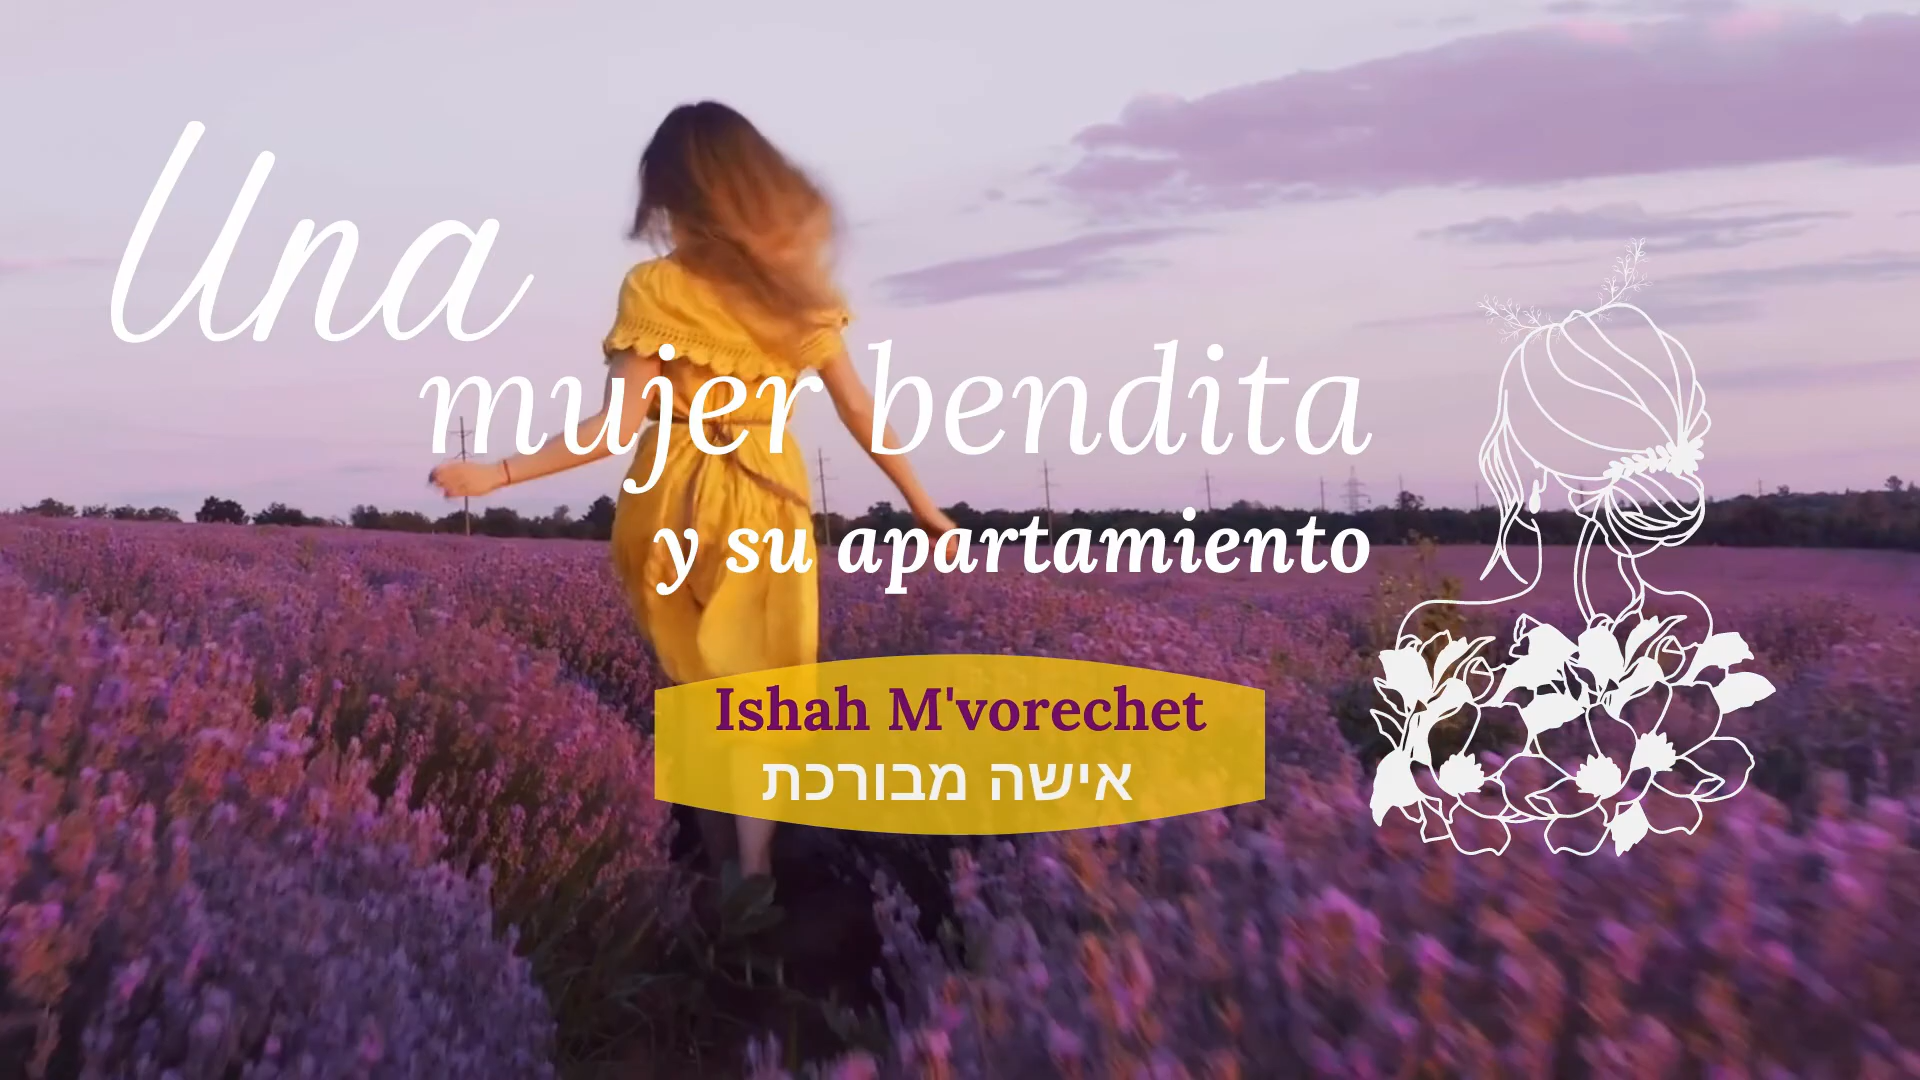 Una
mujer bendita
y su apartamiento
Ishah M'vorechet
אישה מבורכת